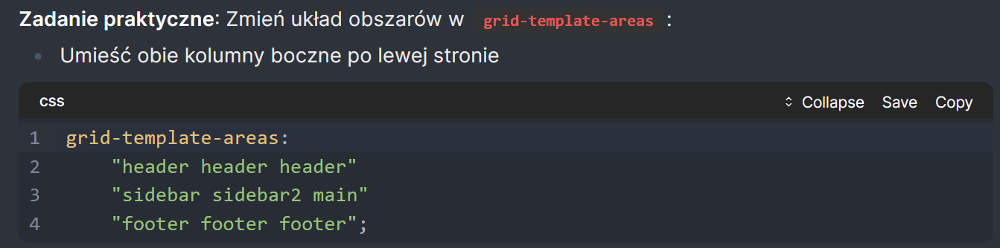 Zadanie praktyczne: Zmień układ obszarów w grid-template-areas :
• Umieść obie kolumny boczne po lewej stronie
css Collapse Save Copy
1 grid-template-areas:
2 "header header header"
3 "sidebar sidebar2 main"
4 "footer footer footer";